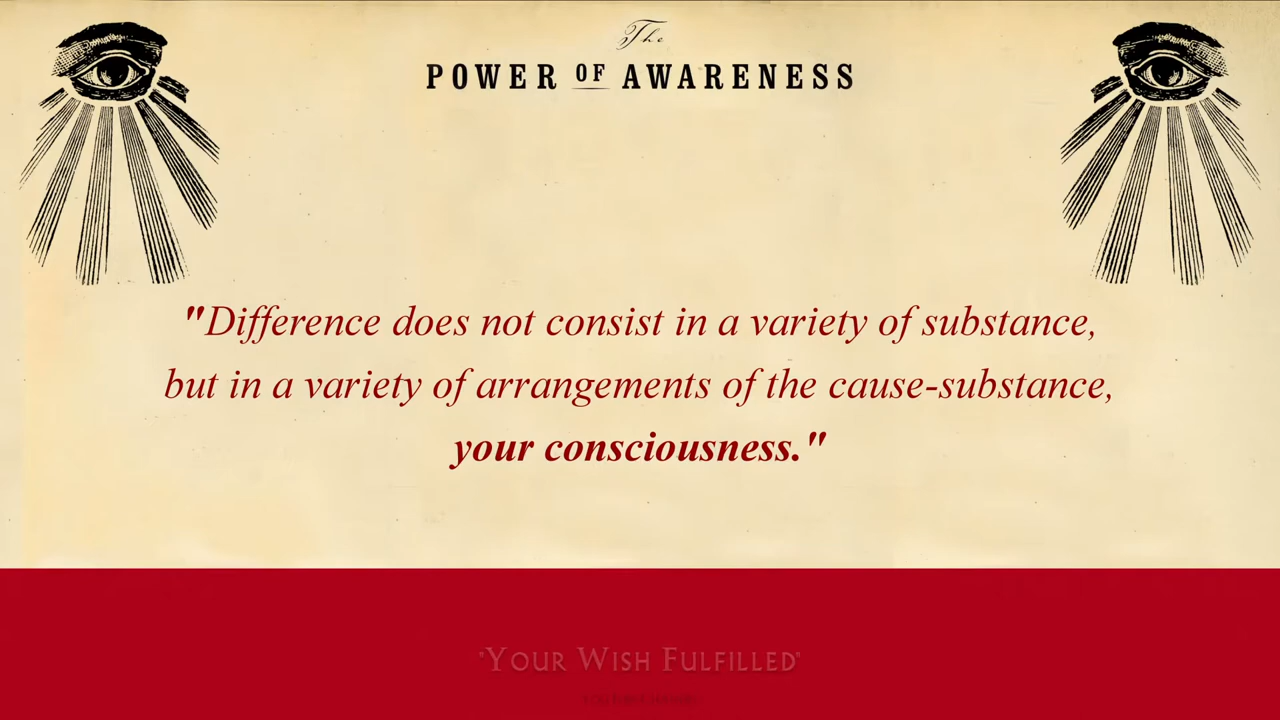 The
POWER OF AWARENESS
"Difference does not consist in a variety of substance,
but in a variety of arrangements of the cause-substance,
your consciousness."
"Your Wish Fulfilled"